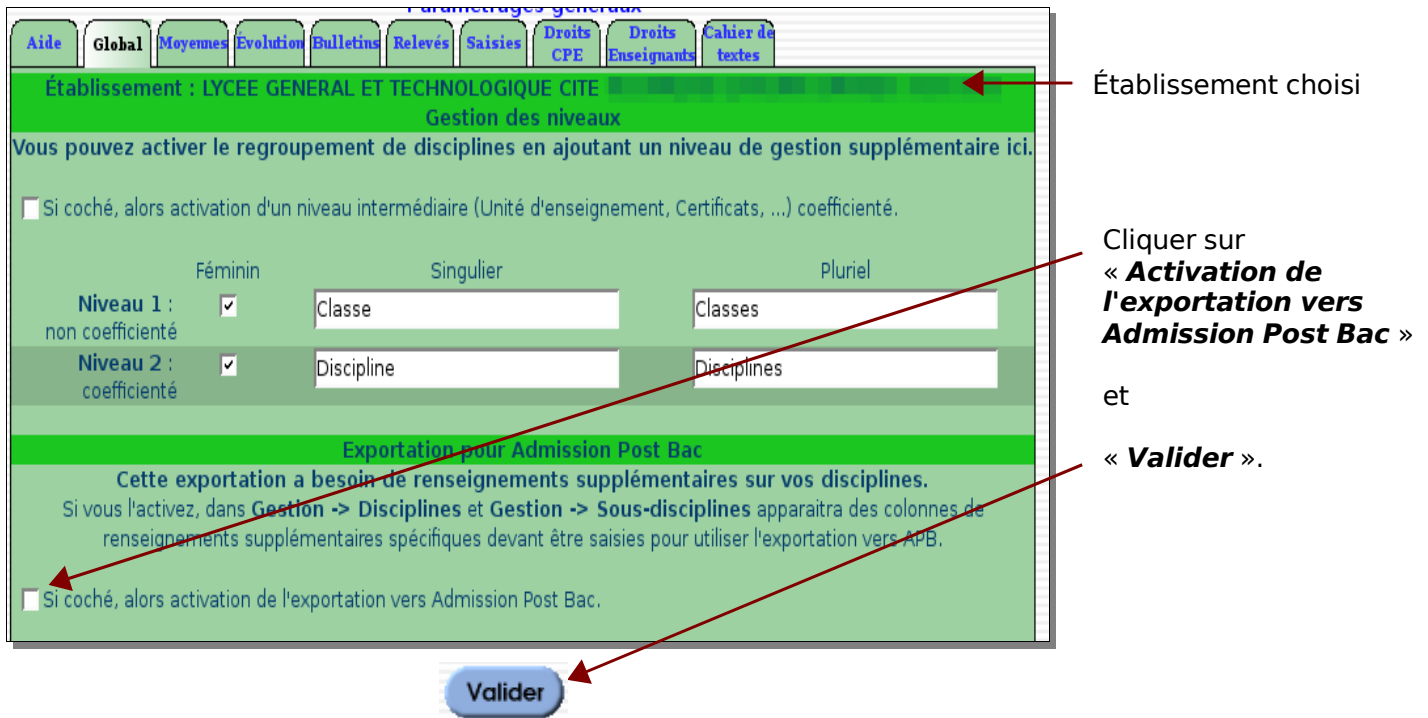 Paramétrages généraux
Aide
Global
Moyennes
Évolution
Bulletins
Relevés
Saisies
Droits
CPE
Droits
Enseignants
Cahier de
textes
Établissement : LYCEE GENERAL ET TECHNOLOGIQUE CITE
Établissement choisi
Gestion des niveaux
Vous pouvez activer le regroupement de disciplines en ajoutant un niveau de gestion supplémentaire ici.
Si coché, alors activation d'un niveau intermédiaire (Unité d'enseignement, Certificats, ...) coefficienté.
Féminin Singulier Pluriel
Niveau 1 : Classe Classes
non coefficienté
Niveau 2 : Discipline Disciplines
coefficienté
Cliquer sur
« Activation de
l'exportation vers
Admission Post Bac »
et
« Valider ».
Exportation pour Admission Post Bac
Cette exportation a besoin de renseignements supplémentaires sur vos disciplines.
Si vous l'activez, dans Gestion -> Disciplines et Gestion -> Sous-disciplines apparaitra des colonnes de
renseignements supplémentaires spécifiques devant être saisies pour utiliser l'exportation vers APB.
Si coché, alors activation de l'exportation vers Admission Post Bac.
Valider